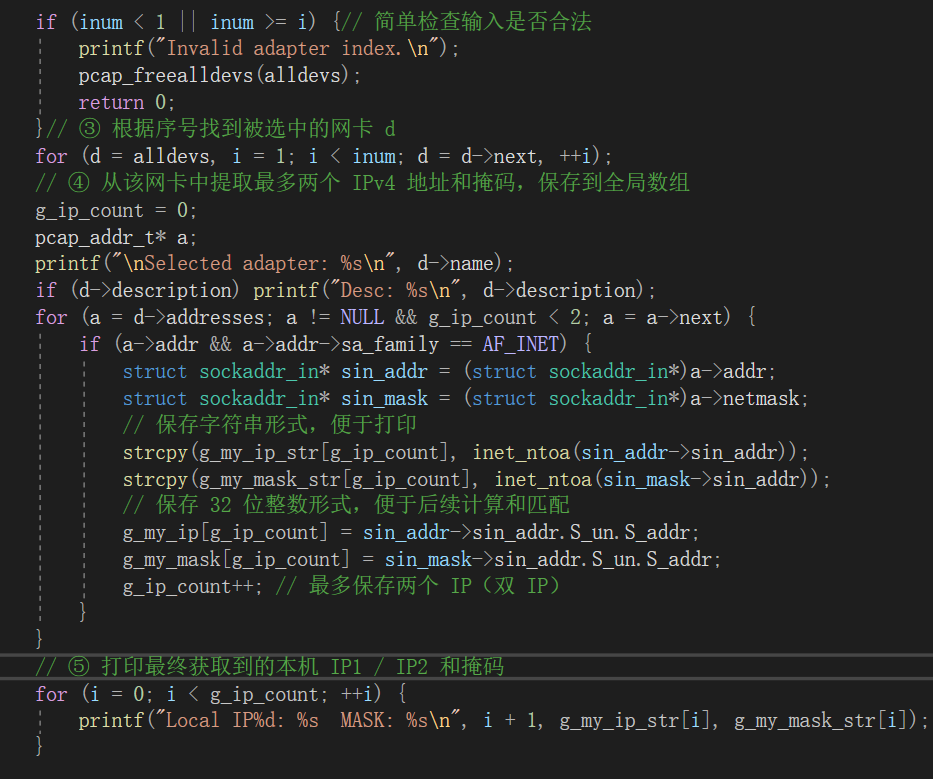 if (inum < 1 || inum >= i) {// 简单检查输入是否合法
    printf("Invalid adapter index.\n");
    pcap_freealldevs(alldevs);
    return 0;
}// ③ 根据序号找到被选中的网卡 d
for (d = alldevs, i = 1; i < inum; d = d->next, ++i);
// ④ 从该网卡中提取最多两个 IPv4 地址和掩码，保存到全局数组
g_ip_count = 0;
pcap_addr_t* a;
printf("\nSelected adapter: %s\n", d->name);
if (d->description) printf("Desc: %s\n", d->description);
for (a = d->addresses; a != NULL && g_ip_count < 2; a = a->next) {
    if (a->addr && a->addr->sa_family == AF_INET) {
        struct sockaddr_in* sin_addr = (struct sockaddr_in*)a->addr;
        struct sockaddr_in* sin_mask = (struct sockaddr_in*)a->netmask;
        // 保存字符串形式，便于打印
        strcpy(g_my_ip_str[g_ip_count], inet_ntoa(sin_addr->sin_addr));
        strcpy(g_my_mask_str[g_ip_count], inet_ntoa(sin_mask->sin_addr));
        // 保存 32 位整数形式，便于后续计算和匹配
        g_my_ip[g_ip_count] = sin_addr->sin_addr.S_un.S_addr;
        g_my_mask[g_ip_count] = sin_mask->sin_addr.S_un.S_addr;
        g_ip_count++; // 最多保存两个 IP（双 IP）
    }
}
// ⑤ 打印最终获取到的本机 IP1 / IP2 和掩码
for (i = 0; i < g_ip_count; ++i) {
    printf("Local IP%d: %s  MASK: %s\n", i + 1, g_my_ip_str[i], g_my_mask_str[i]);
}